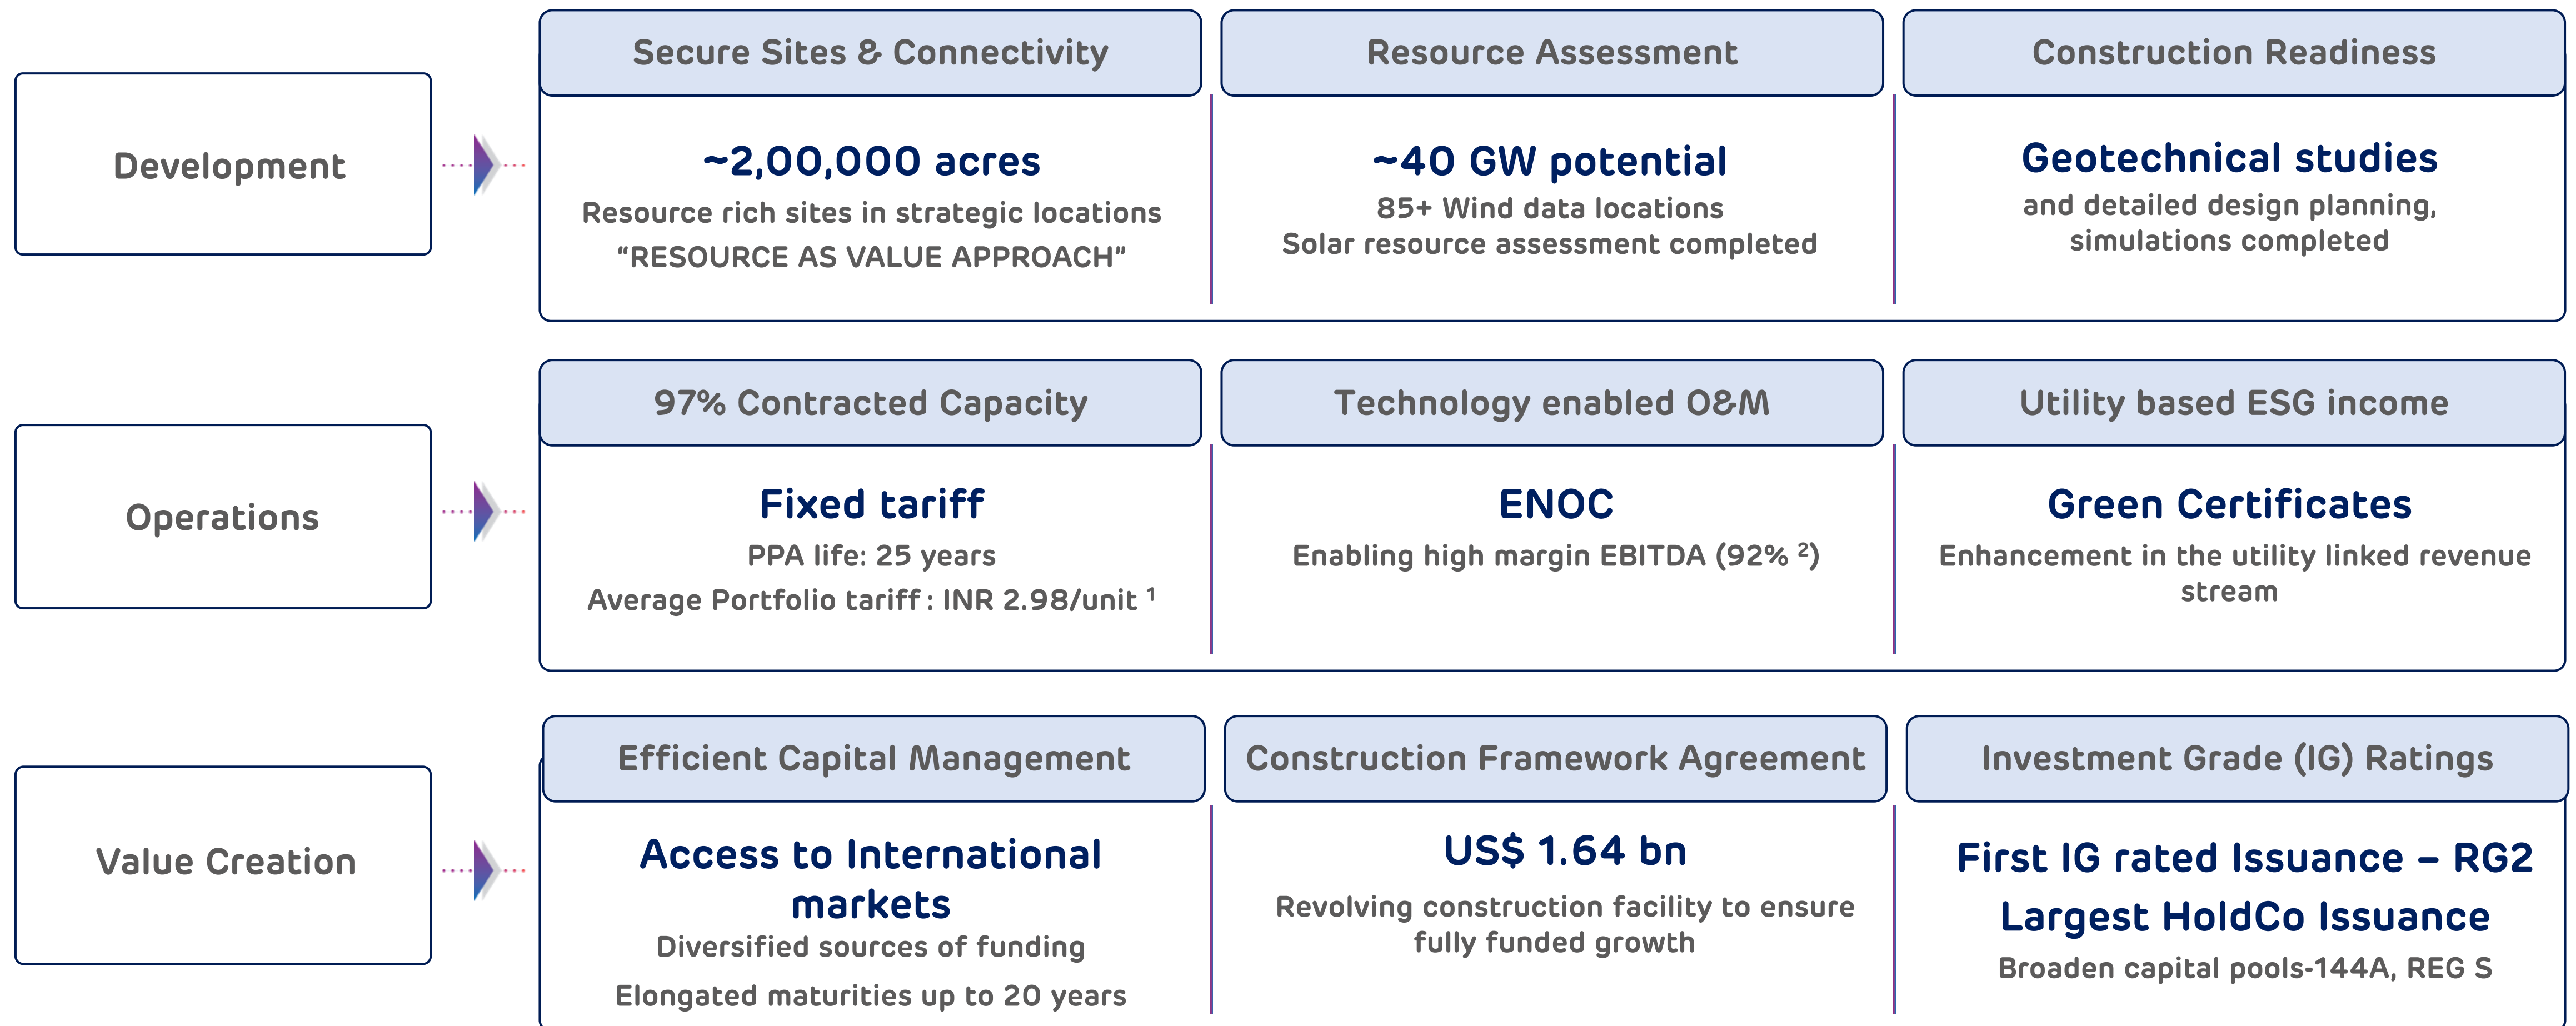 Development
Secure Sites & Connectivity
~2,00,000 acres
Resource rich sites in strategic locations
“RESOURCE AS VALUE APPROACH”
Resource Assessment
~40 GW potential
85+ Wind data locations
Solar resource assessment completed
Construction Readiness
Geotechnical studies
and detailed design planning,
simulations completed
Operations
97% Contracted Capacity
Fixed tariff
PPA life: 25 years
Average Portfolio tariff : INR 2.98/unit ¹
Technology enabled O&M
ENOC
Enabling high margin EBITDA (92% ²)
Utility based ESG income
Green Certificates
Enhancement in the utility linked revenue
stream
Value Creation
Efficient Capital Management
Access to International
markets
Diversified sources of funding
Elongated maturities up to 20 years
Construction Framework Agreement
US$ 1.64 bn
Revolving construction facility to ensure
fully funded growth
Investment Grade (IG) Ratings
First IG rated Issuance – RG2
Largest HoldCo Issuance
Broaden capital pools-144A, REG S